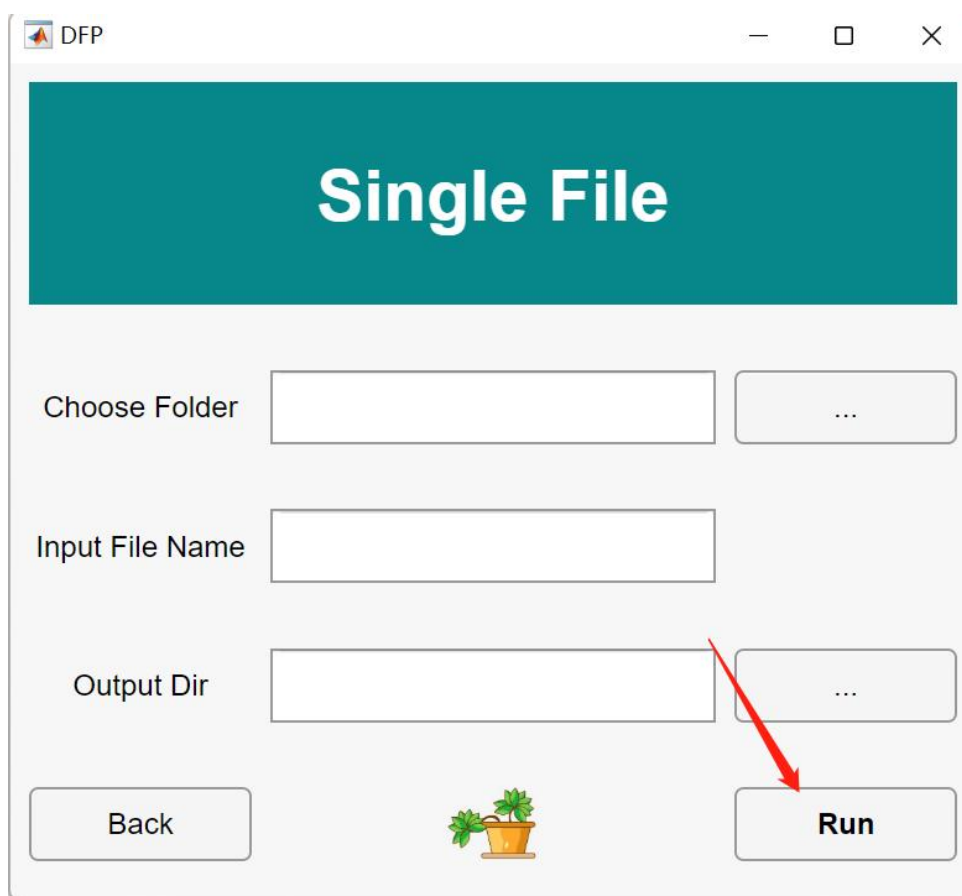 DFP
Single File
Choose Folder
...
Input File Name
Output Dir
...
Back
Run